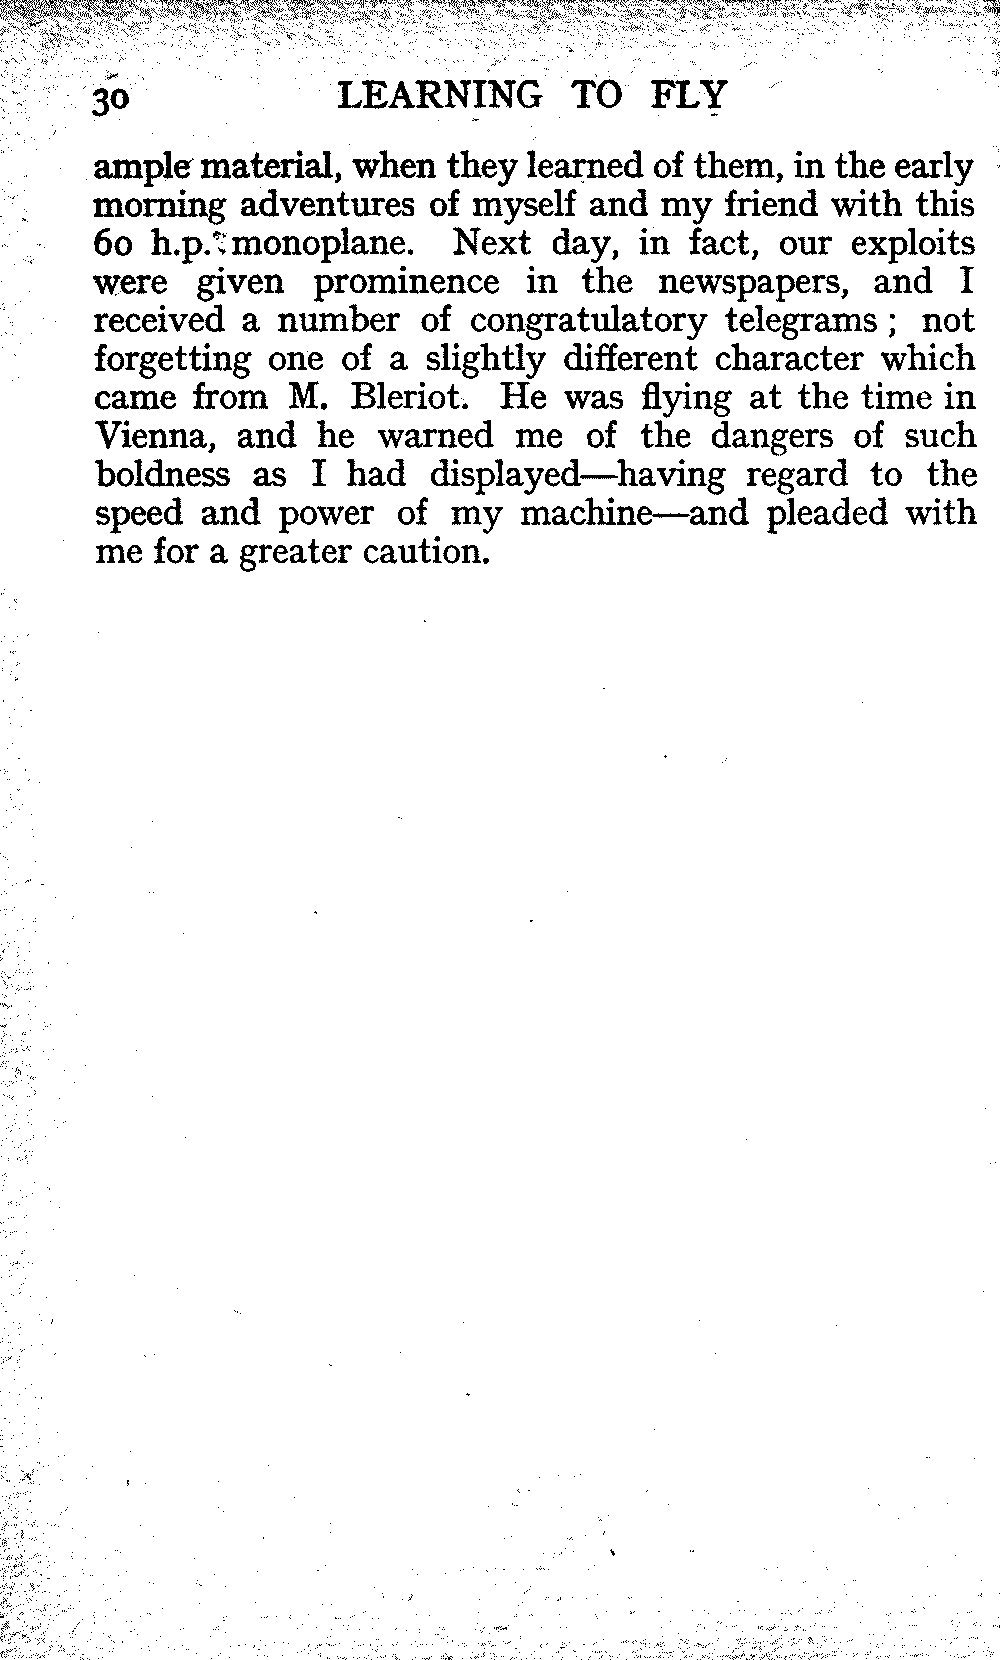 30 LEARNING TO FLY
ample material, when they learned of them, in the early
morning adventures of myself and my friend with this
60 h.p. monoplane. Next day, in fact, our exploits
were given prominence in the newspapers, and I
received a number of congratulatory telegrams ; not
forgetting one of a slightly different character which
came from M. Bleriot. He was flying at the time in
Vienna, and he warned me of the dangers of such
boldness as I had displayed—having regard to the
speed and power of my machine—and pleaded with
me for a greater caution.